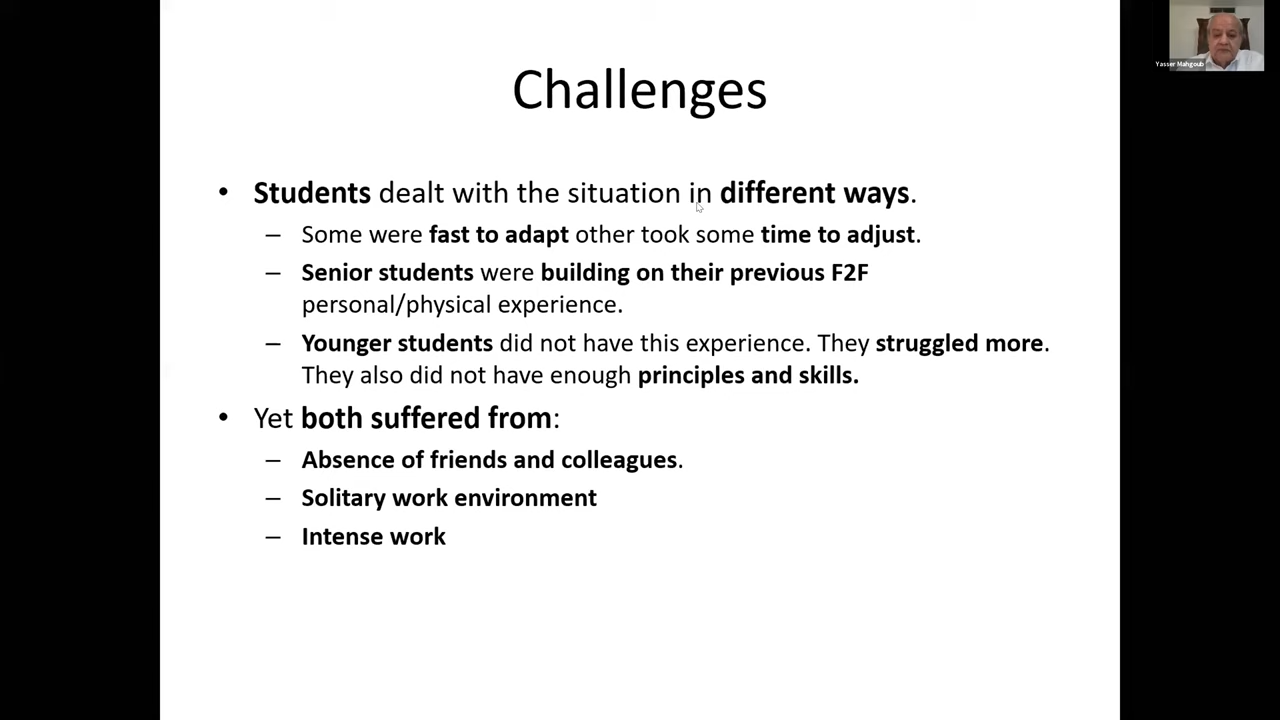 Yasser Mahgoub
Challenges
• Students dealt with the situation in different ways.
– Some were fast to adapt other took some time to adjust.
– Senior students were building on their previous F2F
personal/physical experience.
– Younger students did not have this experience. They struggled more.
They also did not have enough principles and skills.
• Yet both suffered from:
– Absence of friends and colleagues.
– Solitary work environment
– Intense work